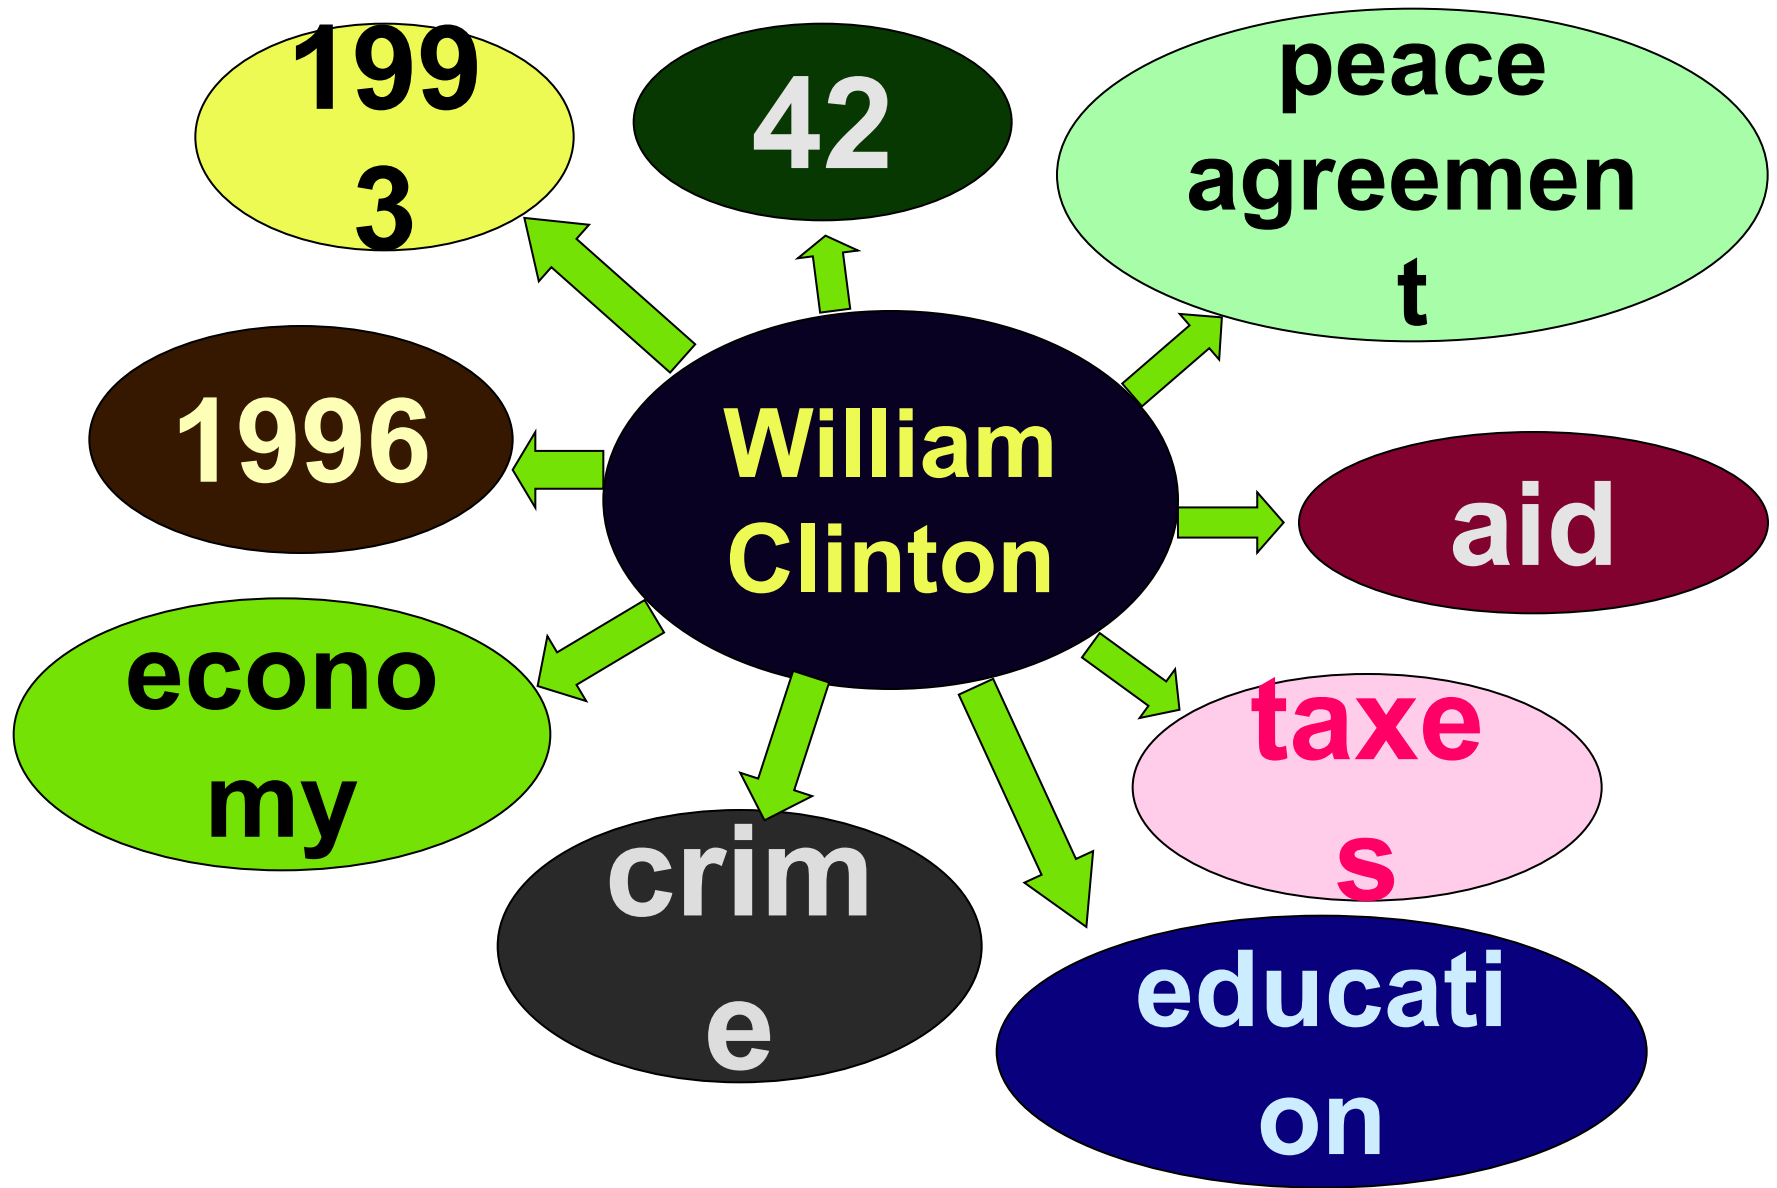 199
3
42
peace
agreemen
t
1996
William
Clinton
aid
econo
my
taxe
s
crim
e
educati
on